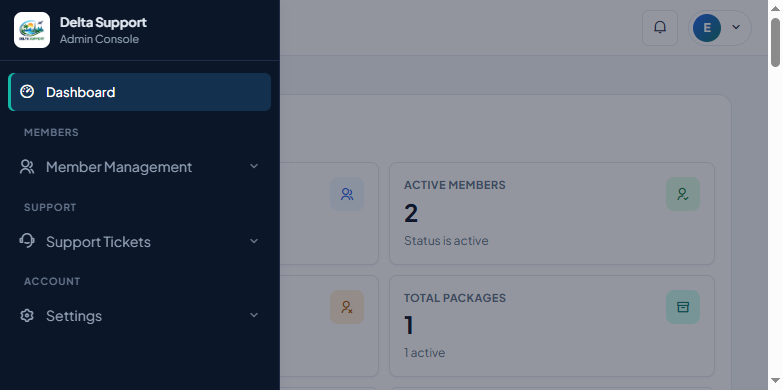 Delta Support
Admin Console
E
Dashboard
MEMBERS
Member Management
SUPPORT
Support Tickets
ACCOUNT
Settings
ACTIVE MEMBERS
2
Status is active
TOTAL PACKAGES
1
1 active